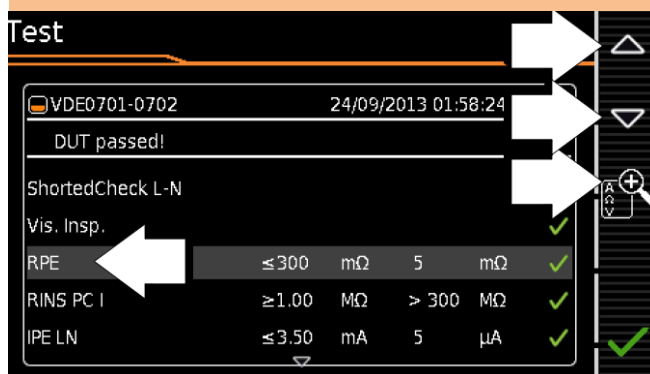 Test
VDE0701-0702 24/09/2013 01:58:24
DUT passed!
ShortedCheck L-N
Vis. Insp.
RPE ≤300 mΩ 5 mΩ
RINS PC I ≥1.00 MΩ > 300 MΩ
IPE LN ≤3.50 mA 5 µA
A
Ω
V